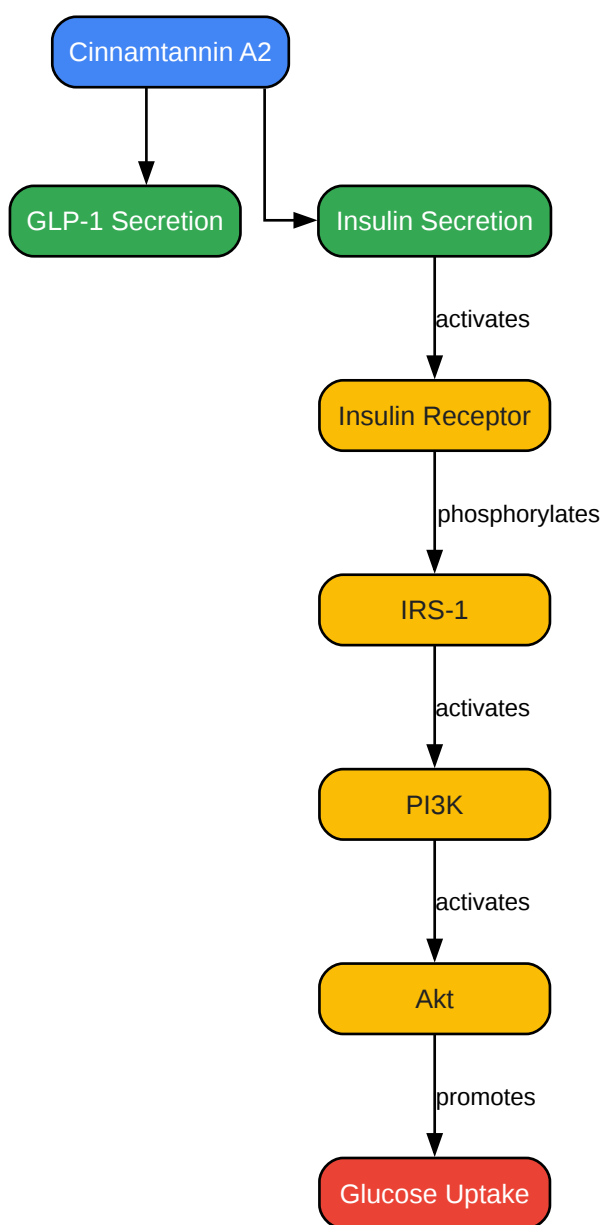 Cinnamtannin A2
GLP-1 Secretion
Insulin Secretion
activates
Insulin Receptor
phosphorylates
IRS-1
activates
PI3K
activates
Akt
promotes
Glucose Uptake